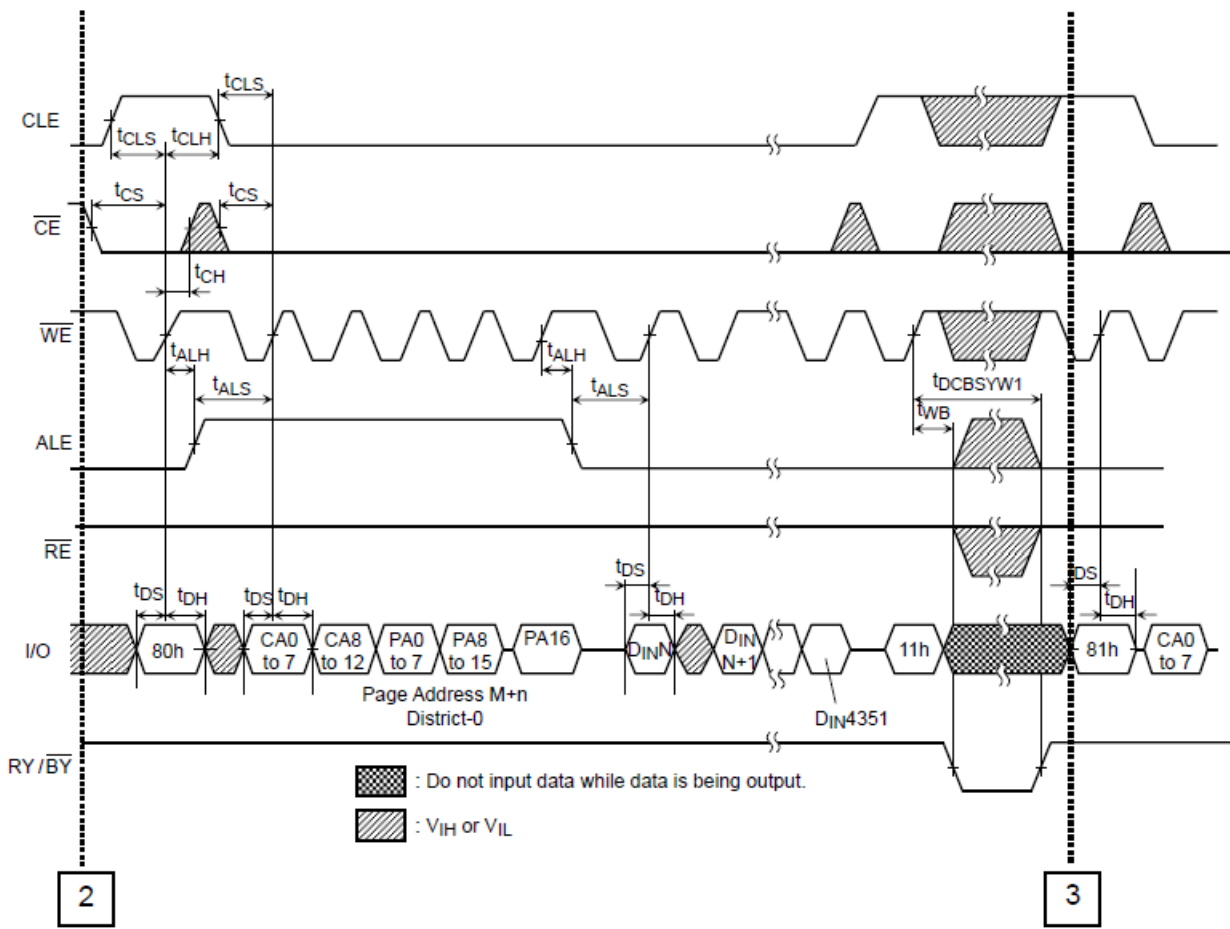 tCLS
CLE
tCLS
tCLH
tCS
tCS
CE
tCH
WE
tALH
tALH
tALS
tALS
tDCBSYW1
tWB
ALE
RE
tDS
tDS
tDH
tDS
tDH
tDH
tDH
I/O
80h
CA0 to 7
CA8 to 12
PA0 to 7
PA8 to 15
PA16
DINN
DIN N+1
11h
81h
CA0 to 7
Page Address M+n
District-0
DIN4351
RY/BY
: Do not input data while data is being output.
: VIH or VIL
2
3